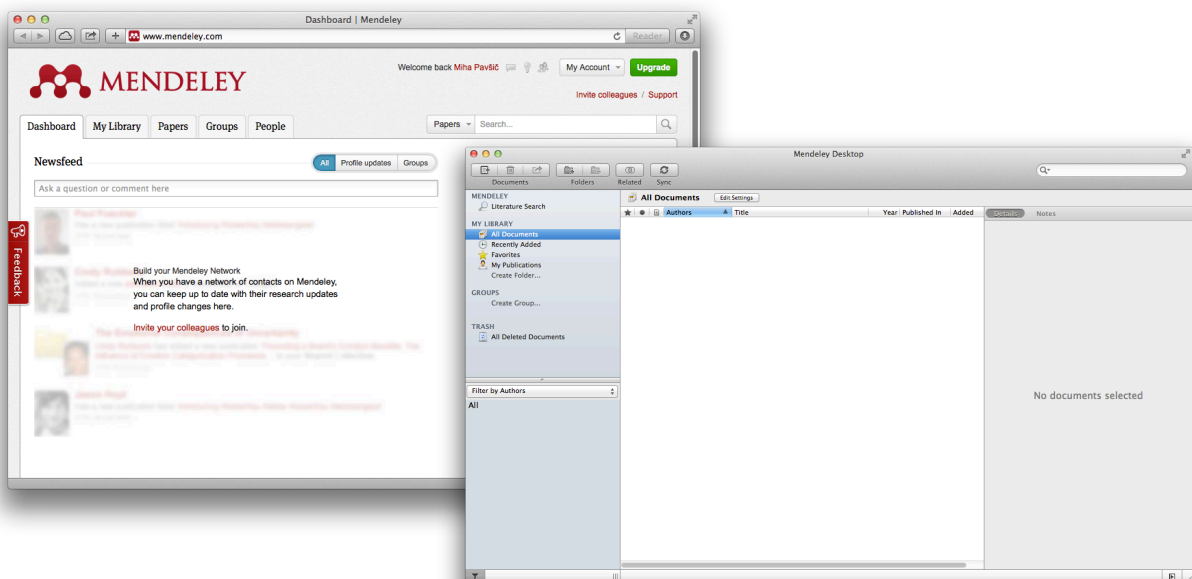 Dashboard | Mendeley
www.mendeley.com
Reader
MENDELEY
Welcome back Miha Pavšič
My Account
Upgrade
Invite colleagues / Support
Dashboard
My Library
Papers
Groups
People
Papers
Search...
Newsfeed
All
Profile updates
Groups
Ask a question or comment here
Feedback
Build your Mendeley Network
When you have a network of contacts on Mendeley,
you can keep up to date with their research updates
and profile changes here.
Invite your colleagues to join.
Mendeley Desktop
Documents
Folders
Related
Sync
MENDELEY
Literature Search
MY LIBRARY
All Documents
Recently Added
Favorites
My Publications
Create Folder...
GROUPS
Create Group...
TRASH
All Deleted Documents
Filter by Authors
All
All Documents
Edit Settings
Authors
Title
Year
Published In
Added
Details
Notes
No documents selected